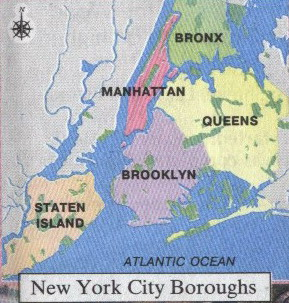 N
BRONX
MANHATTAN
QUEENS
BROOKLYN
STATEN
ISLAND
ATLANTIC OCEAN
New York City Boroughs